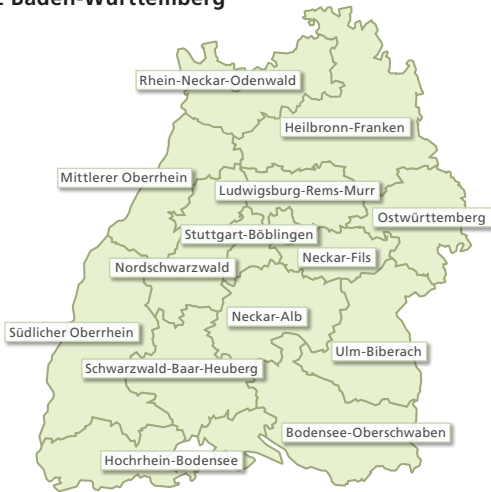 Baden-Württemberg
Rhein-Neckar-Odenwald
Heilbronn-Franken
Mittlerer Oberrhein
Ludwigsburg-Rems-Murr
Ostwürttemberg
Stuttgart-Böblingen
Neckar-Fils
Nordschwarzwald
Neckar-Alb
Südlicher Oberrhein
Ulm-Biberach
Schwarzwald-Baar-Heuberg
Bodensee-Oberschwaben
Hochrhein-Bodensee